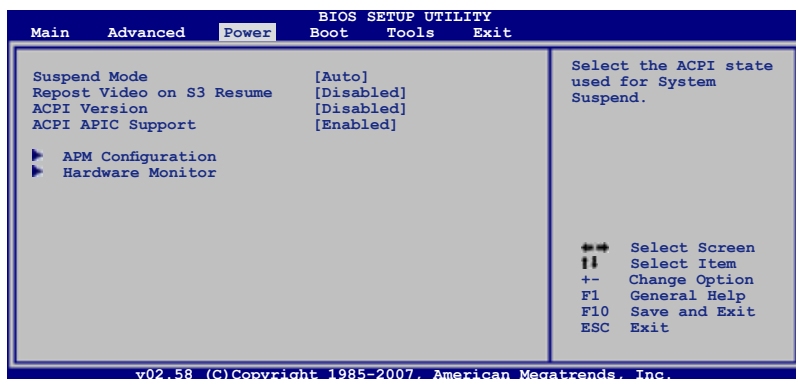 BIOS SETUP UTILITY
Main Advanced Power Boot Tools Exit
Suspend Mode [Auto]
Repost Video on S3 Resume [Disabled]
ACPI Version [Disabled]
ACPI APIC Support [Enabled]
APM Configuration
Hardware Monitor
Select the ACPI state
used for System
Suspend.
Select Screen
Select Item
+- Change Option
F1 General Help
F10 Save and Exit
ESC Exit
v02.58 (C)Copyright 1985-2007, American Megatrends, Inc.